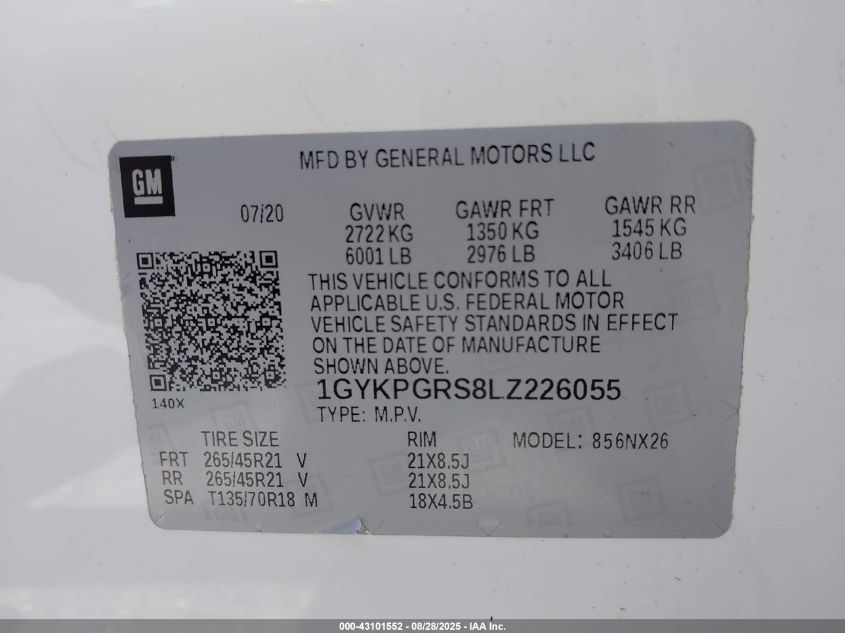 GM
MFD BY GENERAL MOTORS LLC
07/20
GVWR GAWR FRT GAWR RR
2722 KG 1350 KG 1545 KG
6001 LB 2976 LB 3406 LB
THIS VEHICLE CONFORMS TO ALL
APPLICABLE U.S. FEDERAL MOTOR
VEHICLE SAFETY STANDARDS IN EFFECT
ON THE DATE OF MANUFACTURE
SHOWN ABOVE.
1GYKPGRS8LZ226055
140X
TYPE: M.P.V.
TIRE SIZE RIM MODEL: 856NX26
FRT 265/45R21 V 21X8.5J
RR 265/45R21 V 21X8.5J
SPA T135/70R18 M 18X4.5B
000-43101552 - 08/28/2025 - IAA Inc.